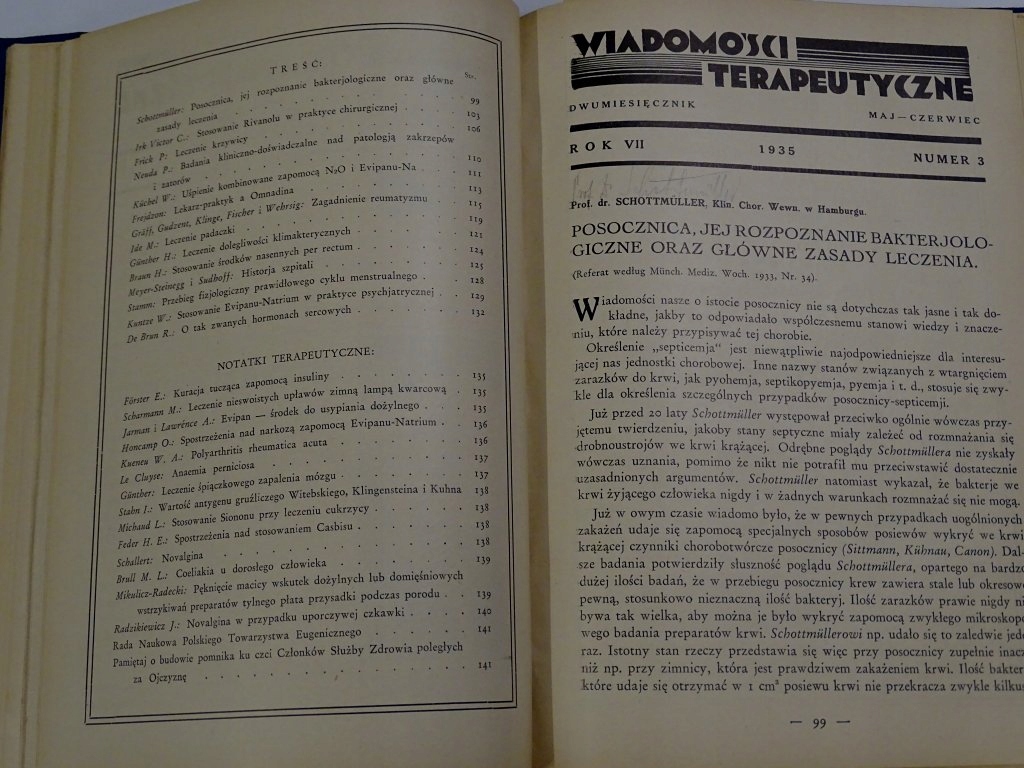 TREŚĆ:
Str.
Schottmüller: Posocznica, jej rozpoznanie bakterjologiczne oraz główne
zasady leczenia . . . . . . . . 99
Irk Victor C.: Stosowanie Rivanolu w praktyce chirurgicznej . . . . 103
Frick P: Leczenie krzywicy . . . . . . . . 106
Neuda P.: Badania kliniczno-doświadczalne nad patologją zakrzepów
i zatorów . . . . . . . . 110
Küchel W.: Uśpienie kombinowane zapomocą N₂O i Evipanu-Na . . . 111
Frejdzon: Lekarz-praktyk a Omnadina . . . . . . 113
Gräff, Gudzent, Klinge, Fischer i Wehrsig: Zagadnienie reumatyzmu . . 115
Ide M.: Leczenie padaczki . . . . . . . . 119
Günther H.: Leczenie dolegliwości klimakterycznych . . . . . 121
Braun H.: Stosowanie środków nasennych per rectum . . . . . 124
Meyer-Steinegg i Sudhoff: Historja szpitali . . . . . . 125
Stamm: Przebieg fizjologiczny prawidłowego cyklu menstrualnego . . . 128
Kuntze W.: Stosowanie Evipanu-Natrium w praktyce psychjatrycznej . . 129
De Brun R.: O tak zwanych hormonach sercowych . . . . . 132
NOTATKI TERAPEUTYCZNE:
Förster E.: Kuracja tucząca zapomocą insuliny . . . . . 135
Scharmann M.: Leczenie nieswoistych upławów zimną lampą kwarcową 135
Jarman i Lawrénce A.: Evipan — środek do usypiania dożylnego . . 135
Honcamp O.: Spostrzeżenia nad narkozą zapomocą Evipanu-Natrium . . 136
Kueneu W. A.: Polyarthritis rheumatica acuta . . . . . 136
Le Cluyse: Anaemia perniciosa . . . . . . . 137
Günther: Leczenie śpiączkowego zapalenia mózgu . . . . . 137
Stabn I.: Wartość antygenu gruźliczego Witebskiego, Klingensteina i Kuhna 138
Michaud L.: Stosowanie Siononu przy leczeniu cukrzycy . . . . 138
Feder H. E.: Spostrzeżenia nad stosowaniem Casbisu . . . . . 138
Schallert: Novalgina . . . . . . . . 138
Brull M. L.: Coeliakia u dorosłego człowieka . . . . . . 139
Mikulicz-Radecki: Pęknięcie macicy wskutek dożylnych lub domięśniowych
wstrzykiwań preparatów tylnego płata przysadki podczas porodu . . 139
Radzikiewicz J.: Novalgina w przypadku uporczywej czkawki . . . 140
Rada Naukowa Polskiego Towarzystwa Eugenicznego . . . . . 141
Pamiętaj o budowie pomnika ku czci Członków Służby Zdrowia poległych
za Ojczyznę . . . . . . . . 141
WIADOMOŚCI
TERAPEUTYCZNE
DWUMIESIĘCZNIK
MAJ—CZERWIEC
ROK VII 1935 NUMER 3
Prof. dr. SCHOTTMÜLLER, Klin. Chor. Wewn. w Hamburgu.
POSOCZNICA, JEJ ROZPOZNANIE BAKTERJOLO-
GICZNE ORAZ GŁÓWNE ZASADY LECZENIA.
(Referat według Münch. Mediz. Woch. 1933, Nr. 34).
Wiadomości nasze o istocie posocznicy nie są dotychczas tak jasne i tak do-
kładne, jakby to odpowiadało współczesnemu stanowi wiedzy i znacze-
niu, które należy przypisywać tej chorobie.
Określenie „septicemja" jest niewątpliwie najodpowiedniejsze dla interesu-
jącej nas jednostki chorobowej. Inne nazwy stanów związanych z wtargnięciem
zarazków do krwi, jak pyohemja, septikopyemja, pyemja i t. d., stosuje się zwy-
kle dla określenia szczególnych przypadków posocznicy-septicemji.
Już przed 20 laty Schottmüller występował przeciwko ogólnie wówczas przy-
jętemu twierdzeniu, jakoby stany septyczne miały zależeć od rozmnażania się
drobnoustrojów we krwi krążącej. Odrębne poglądy Schottmüllera nie zyskały
wówczas uznania, pomimo że nikt nie potrafił mu przeciwstawić dostatecznie
uzasadnionych argumentów. Schottmüller natomiast wykazał, że bakterje we
krwi żyjącego człowieka nigdy i w żadnych warunkach rozmnażać się nie mogą.
Już w owym czasie wiadomo było, że w pewnych przypadkach uogólnionych
zakażeń udaje się zapomocą specjalnych sposobów posiewów wykryć we krwi
krążącej czynniki chorobotwórcze posocznicy (Sittmann, Kühnau, Canon). Dal-
sze badania potwierdziły słuszność poglądu Schottmüllera, opartego na bardzo
dużej ilości badań, że w przebiegu posocznicy krew zawiera stale lub okresowo
pewną, stosunkowo nieznaczną ilość bakteryj. Ilość zarazków prawie nigdy ni
bywa tak wielka, aby można je było wykryć zapomocą zwykłego mikroskopo
wego badania preparatów krwi. Schottmüllerowi np. udało się to zaledwie jede
raz. Istotny stan rzeczy przedstawia się więc przy posocznicy zupełnie inacz
niż np. przy zimnicy, która jest prawdziwem zakażeniem krwi. Ilość bakter
które udaje się otrzymać w 1 cm³ posiewu krwi nie przekracza zwykle kilkus
— 99 —